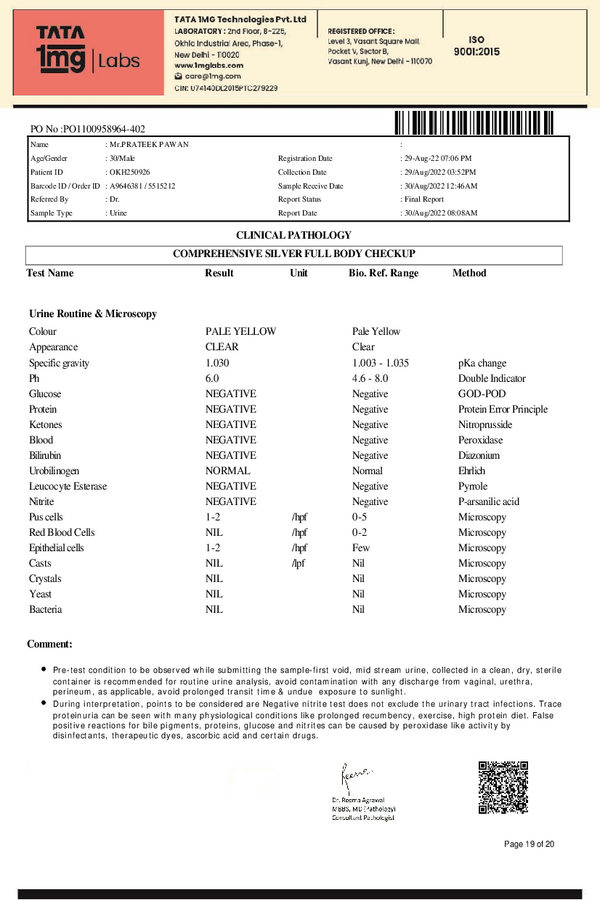 TATA
1mg | Labs
TATA 1MG Technologies Pvt. Ltd
LABORATORY : 2nd Floor, B-225,
Okhla Industrial Area, Phase-1,
New Delhi - 110020
www.1mglabs.com
care@1mg.com
CIN: U74140DL2015PTC279229
REGISTERED OFFICE :
Level 3, Vasant Square Mall,
Pocket V, Sector B,
Vasant Kunj, New Delhi - 110070
ISO
9001:2015
PO No :PO1100958964-402
Name : Mr.PRATEEK PAWAN :
Age/Gender : 30/Male Registration Date : 29-Aug-22 07:06 PM
Patient ID : OKH250926 Collection Date : 29/Aug/2022 03:52PM
Barcode ID / Order ID : A9646381 / 5515212 Sample Receive Date : 30/Aug/2022 12:46AM
Referred By : Dr. Report Status : Final Report
Sample Type : Urine Report Date : 30/Aug/2022 08:08AM
CLINICAL PATHOLOGY
COMPREHENSIVE SILVER FULL BODY CHECKUP
Test Name Result Unit Bio. Ref. Range Method
Urine Routine & Microscopy
Colour PALE YELLOW Pale Yellow
Appearance CLEAR Clear
Specific gravity 1.030 1.003 - 1.035 pKa change
Ph 6.0 4.6 - 8.0 Double Indicator
Glucose NEGATIVE Negative GOD-POD
Protein NEGATIVE Negative Protein Error Principle
Ketones NEGATIVE Negative Nitroprusside
Blood NEGATIVE Negative Peroxidase
Bilirubin NEGATIVE Negative Diazonium
Urobilinogen NORMAL Normal Ehrlich
Leucocyte Esterase NEGATIVE Negative Pyrrole
Nitrite NEGATIVE Negative P-arsanilic acid
Pus cells 1-2 /hpf 0-5 Microscopy
Red Blood Cells NIL /hpf 0-2 Microscopy
Epithelial cells 1-2 /hpf Few Microscopy
Casts NIL /lpf Nil Microscopy
Crystals NIL Nil Microscopy
Yeast NIL Nil Microscopy
Bacteria NIL Nil Microscopy
Comment:
• Pre-test condition to be observed while submitting the sample-first void, mid stream urine, collected in a clean, dry, sterile
container is recommended for routine urine analysis, avoid contamination with any discharge from vaginal, urethra,
perineum, as applicable, avoid prolonged transit time & undue exposure to sunlight.
• During interpretation, points to be considered are Negative nitrite test does not exclude the urinary tract infections. Trace
proteinuria can be seen with many physiological conditions like prolonged recumbency, exercise, high protein diet. False
positive reactions for bile pigments, proteins, glucose and nitrites can be caused by peroxidase like activity by
disinfectants, therapeutic dyes, ascorbic acid and certain drugs.
Reema
Dr. Reema Agrawal
MBBS, MD (Pathology)
Consultant Pathologist
Page 19 of 20